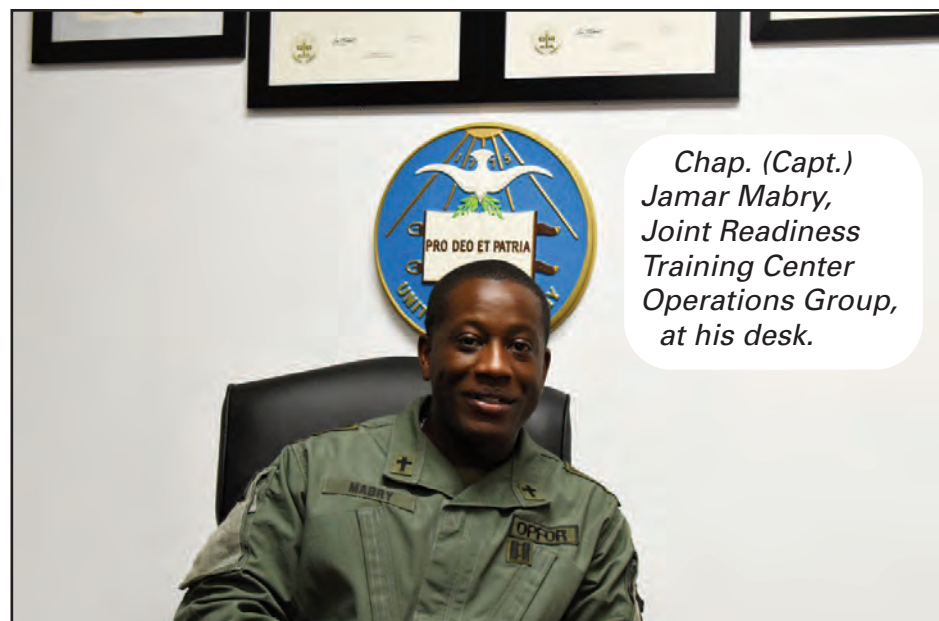 1775
PRO DEO ET PATRIA
Chap. (Capt.)
Jamar Mabry,
Joint Readiness
Training Center
Operations Group,
at his desk.
MABRY
OPFOR